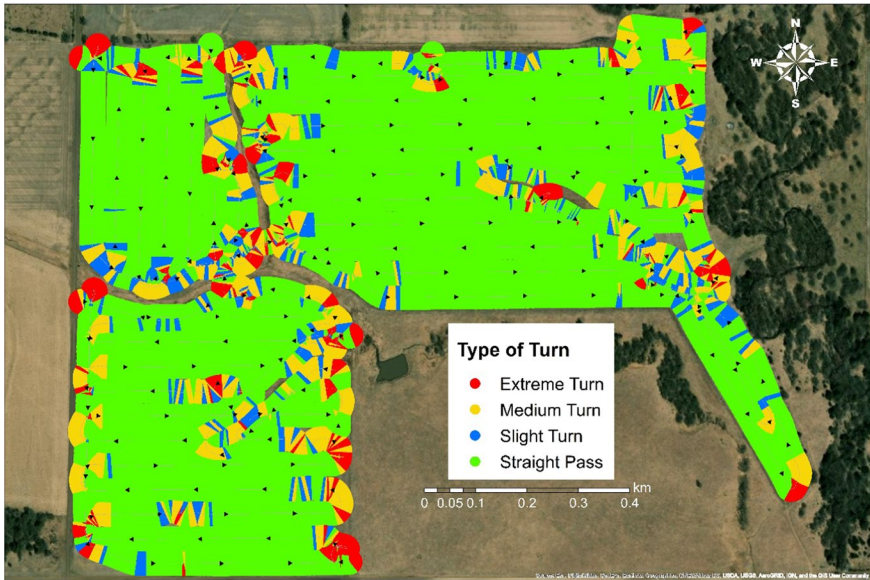 N
W E
S
Type of Turn
Extreme Turn
Medium Turn
Slight Turn
Straight Pass
km
0 0.05 0.1 0.2 0.3 0.4
USDA, USGS, AeroGRID, IGN, and the GIS User Community